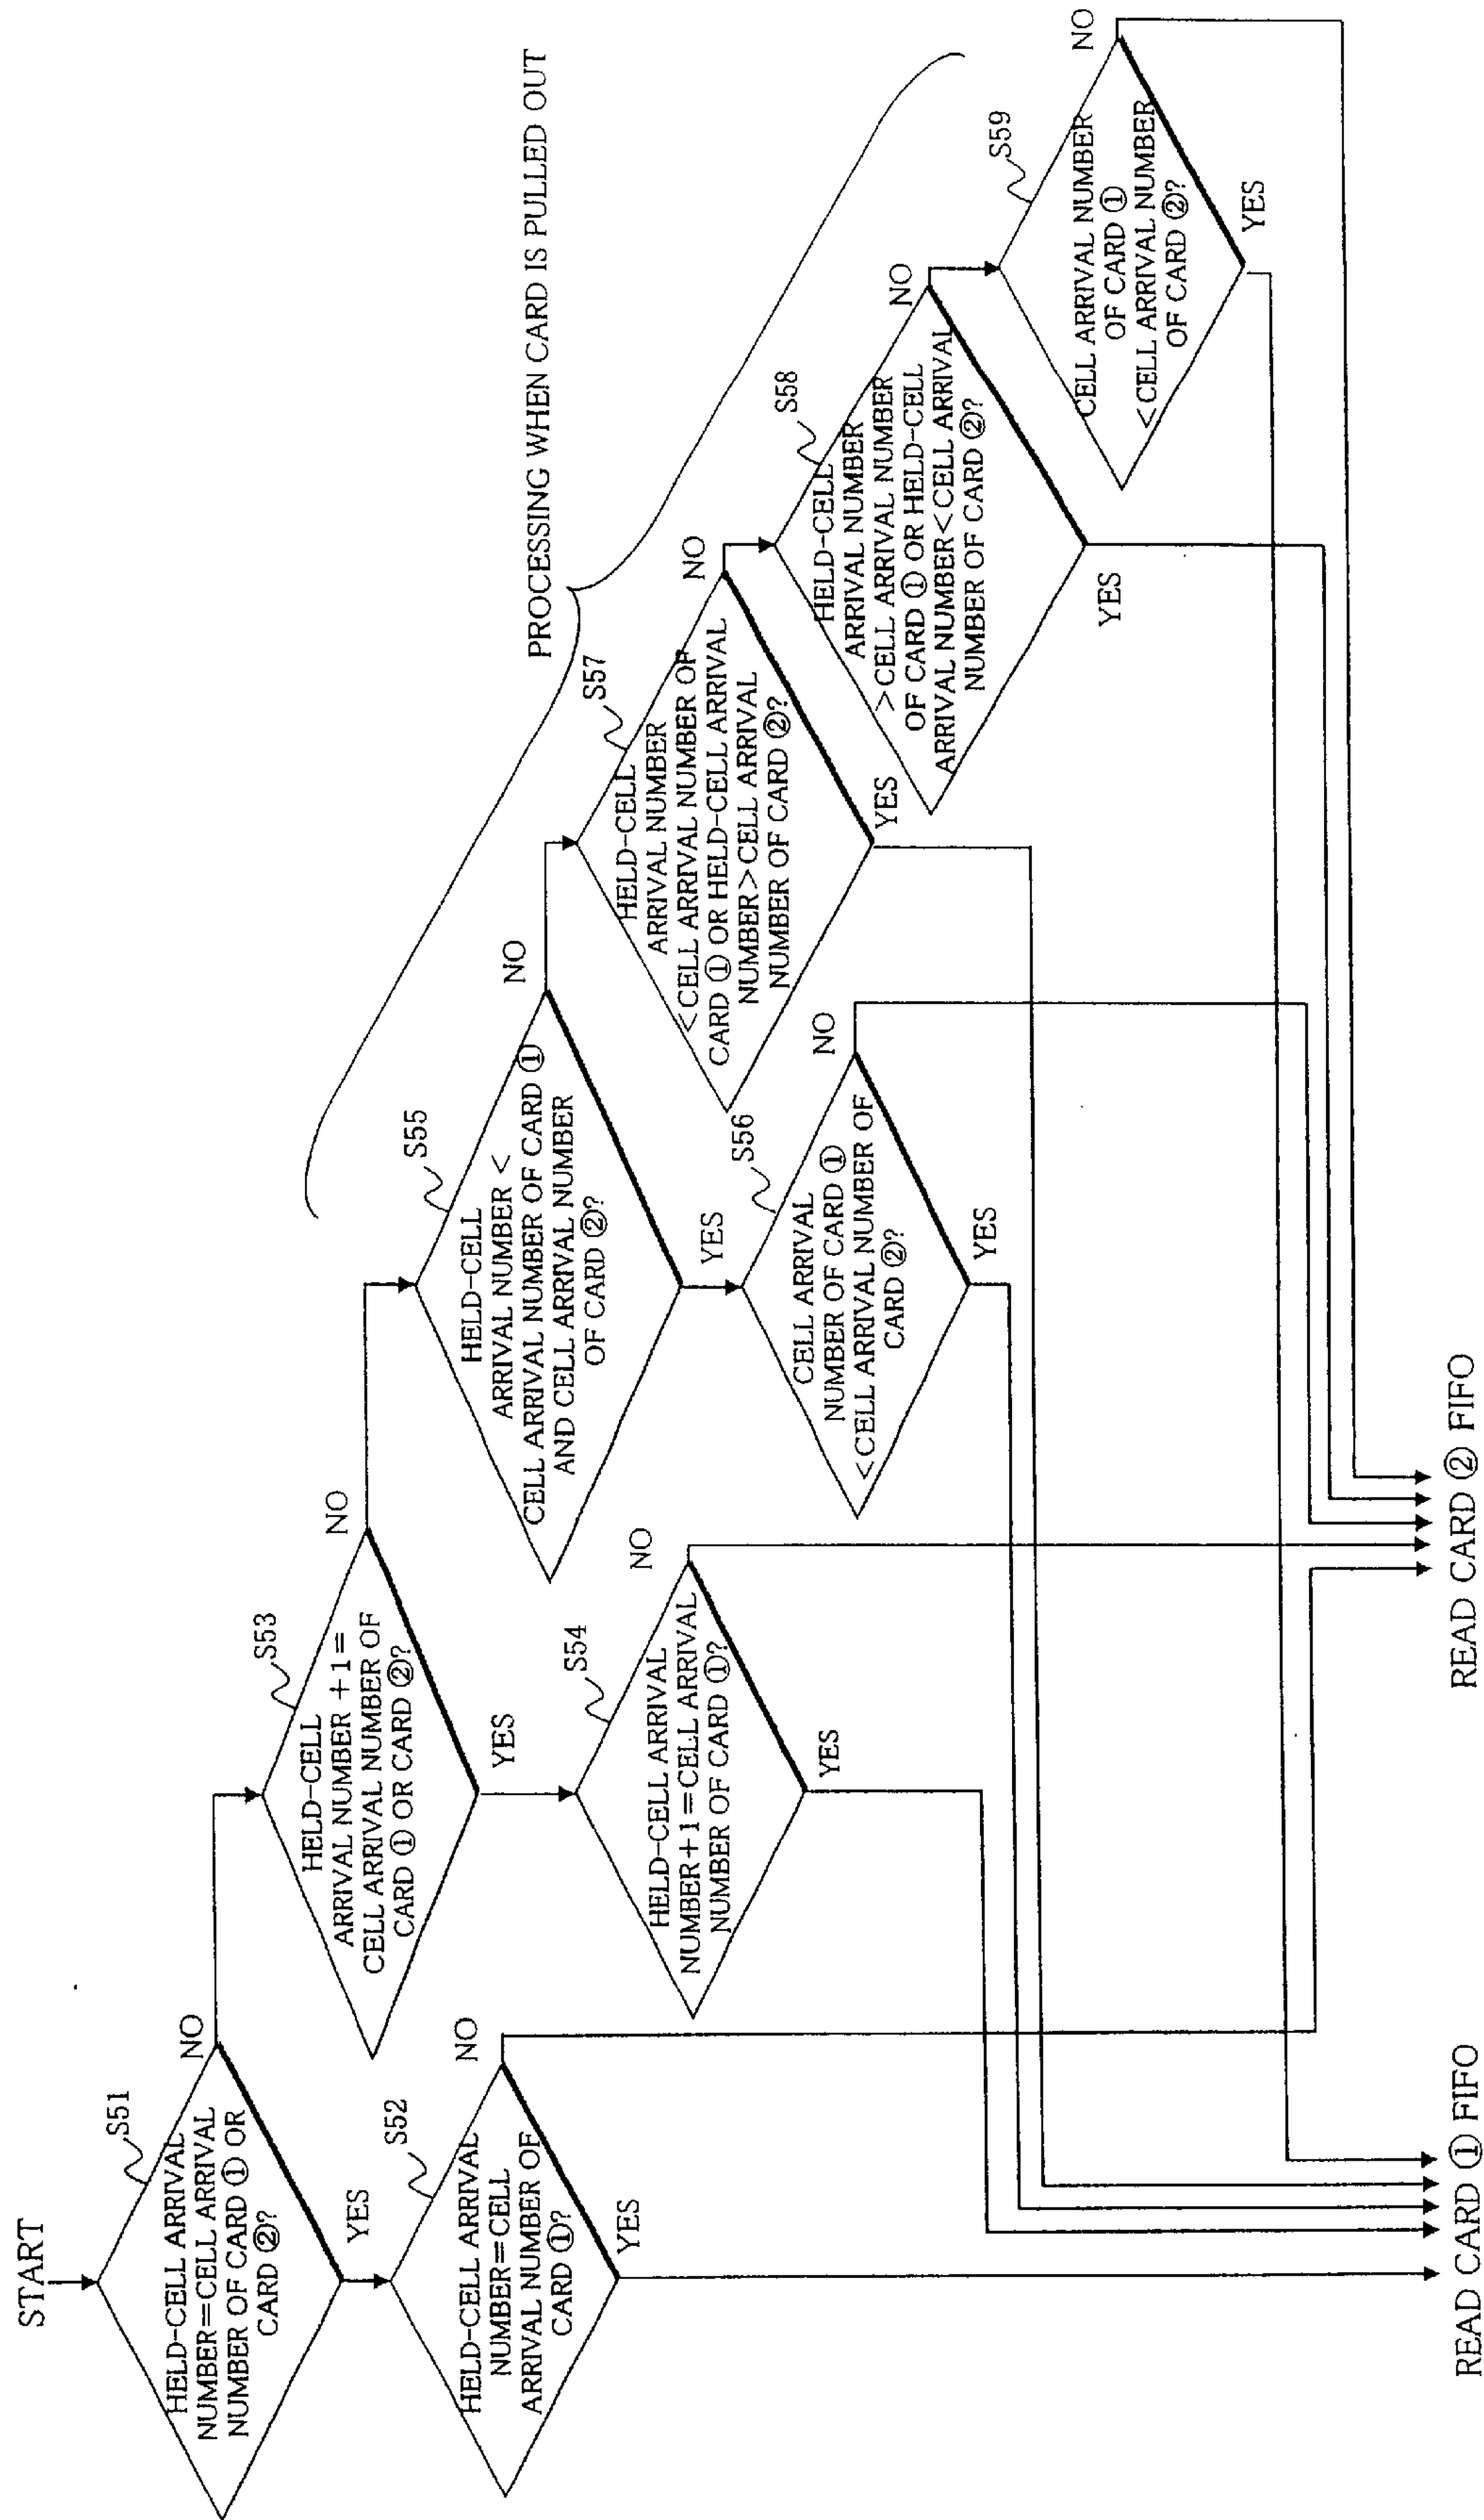 START
S51
HELD-CELL ARRIVAL
NUMBER=CELL ARRIVAL
NUMBER OF CARD ① OR
CARD ②?
NO
YES
S52
HELD-CELL ARRIVAL
NUMBER=CELL
ARRIVAL NUMBER OF
CARD ①?
NO
YES
S53
HELD-CELL
ARRIVAL NUMBER +1=
CELL ARRIVAL NUMBER OF
CARD ① OR CARD ②?
NO
YES
S54
HELD-CELL ARRIVAL
NUMBER+1=CELL ARRIVAL
NUMBER OF CARD ①?
NO
YES
PROCESSING WHEN CARD IS PULLED OUT
S55
HELD-CELL
ARRIVAL NUMBER <
CELL ARRIVAL NUMBER OF CARD ①
AND CELL ARRIVAL NUMBER
OF CARD ②?
NO
YES
S56
CELL ARRIVAL
NUMBER OF CARD ①
<CELL ARRIVAL NUMBER OF
CARD ②?
NO
YES
S57
HELD-CELL
ARRIVAL NUMBER
<CELL ARRIVAL NUMBER OF
CARD ① OR HELD-CELL ARRIVAL
NUMBER>CELL ARRIVAL
NUMBER OF CARD ②?
NO
YES
S58
HELD-CELL
ARRIVAL NUMBER
>CELL ARRIVAL NUMBER
OF CARD ① OR HELD-CELL
ARRIVAL NUMBER<CELL ARRIVAL
NUMBER OF CARD ②?
NO
YES
S59
CELL ARRIVAL NUMBER
OF CARD ①
<CELL ARRIVAL NUMBER
OF CARD ②?
NO
YES
READ CARD ① FIFO
READ CARD ② FIFO